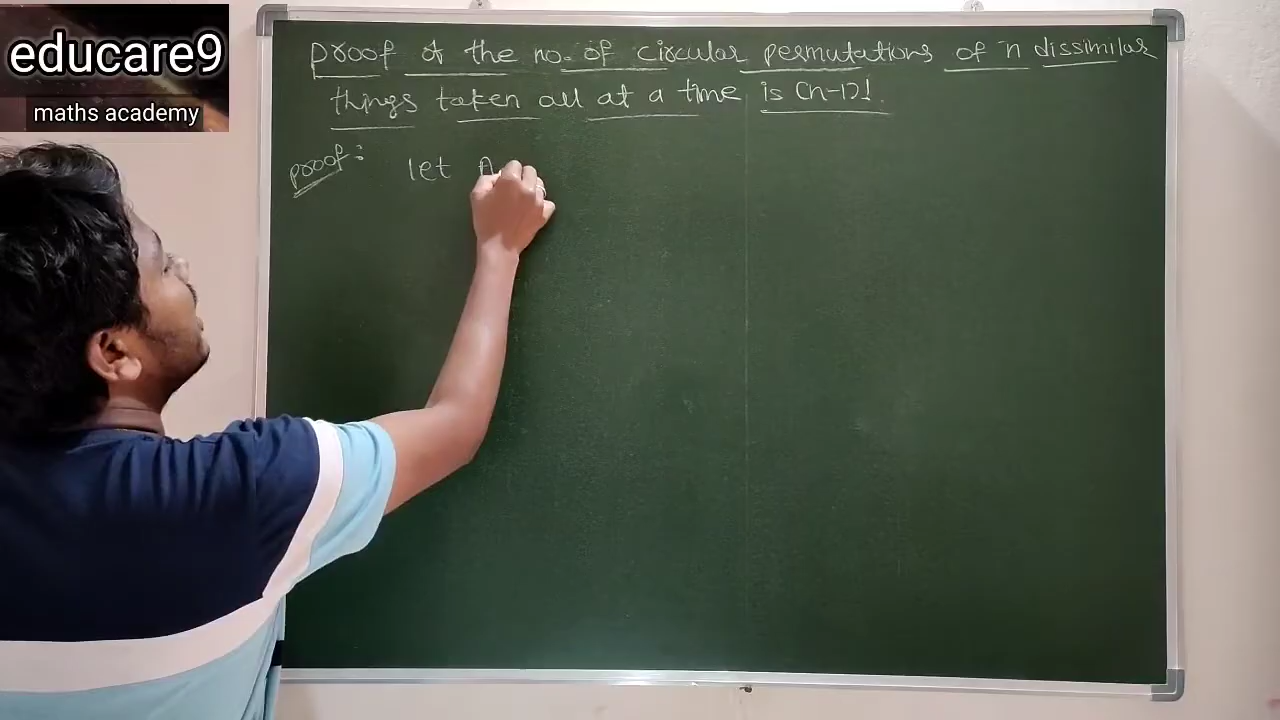 educare9
maths academy
Proof of the no. of circular permutations of 'n' dissimilar
things taken all at a time is (n-1)!.
Proof: let A